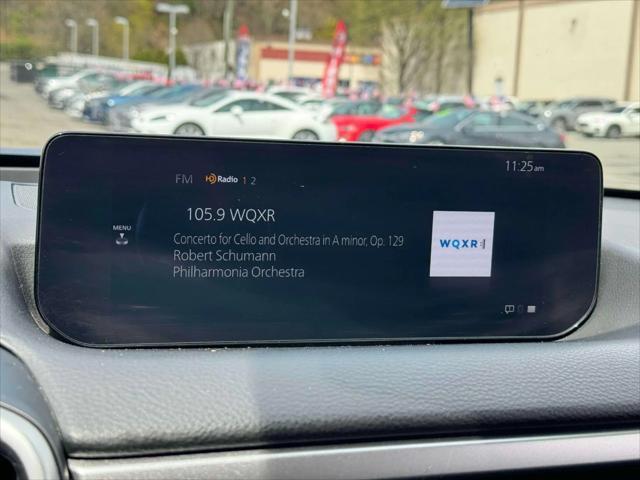 FM HD Radio 1 2
11:25am
105.9 WQXR
MENU
Concerto for Cello and Orchestra in A minor, Op. 129
Robert Schumann
Philharmonia Orchestra
WQXR